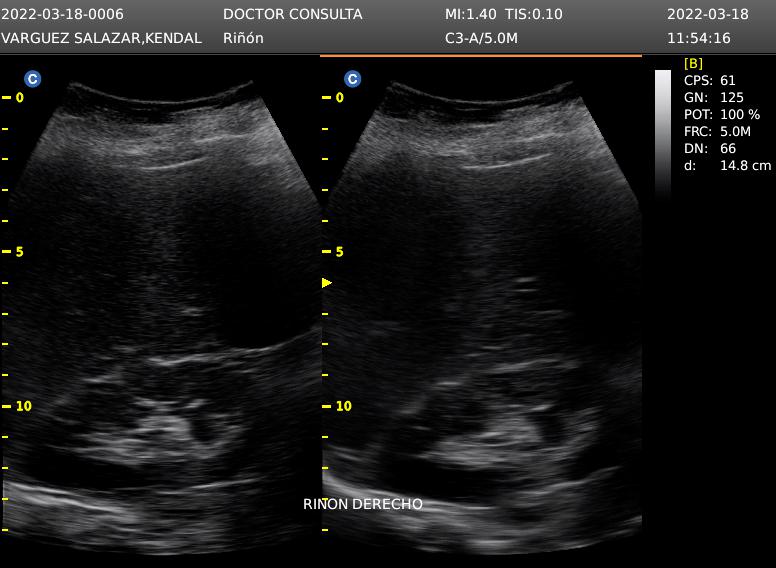 2022-03-18-0006 DOCTOR CONSULTA MI:1.40 TIS:0.10 2022-03-18
VARGUEZ SALAZAR,KENDAL Riñón C3-A/5.0M 11:54:16
C C
[B]
0 0
CPS: 61
GN: 125
POT: 100 %
FRC: 5.0M
DN: 66
d: 14.8 cm
5 5
10 10
RINON DERECHO